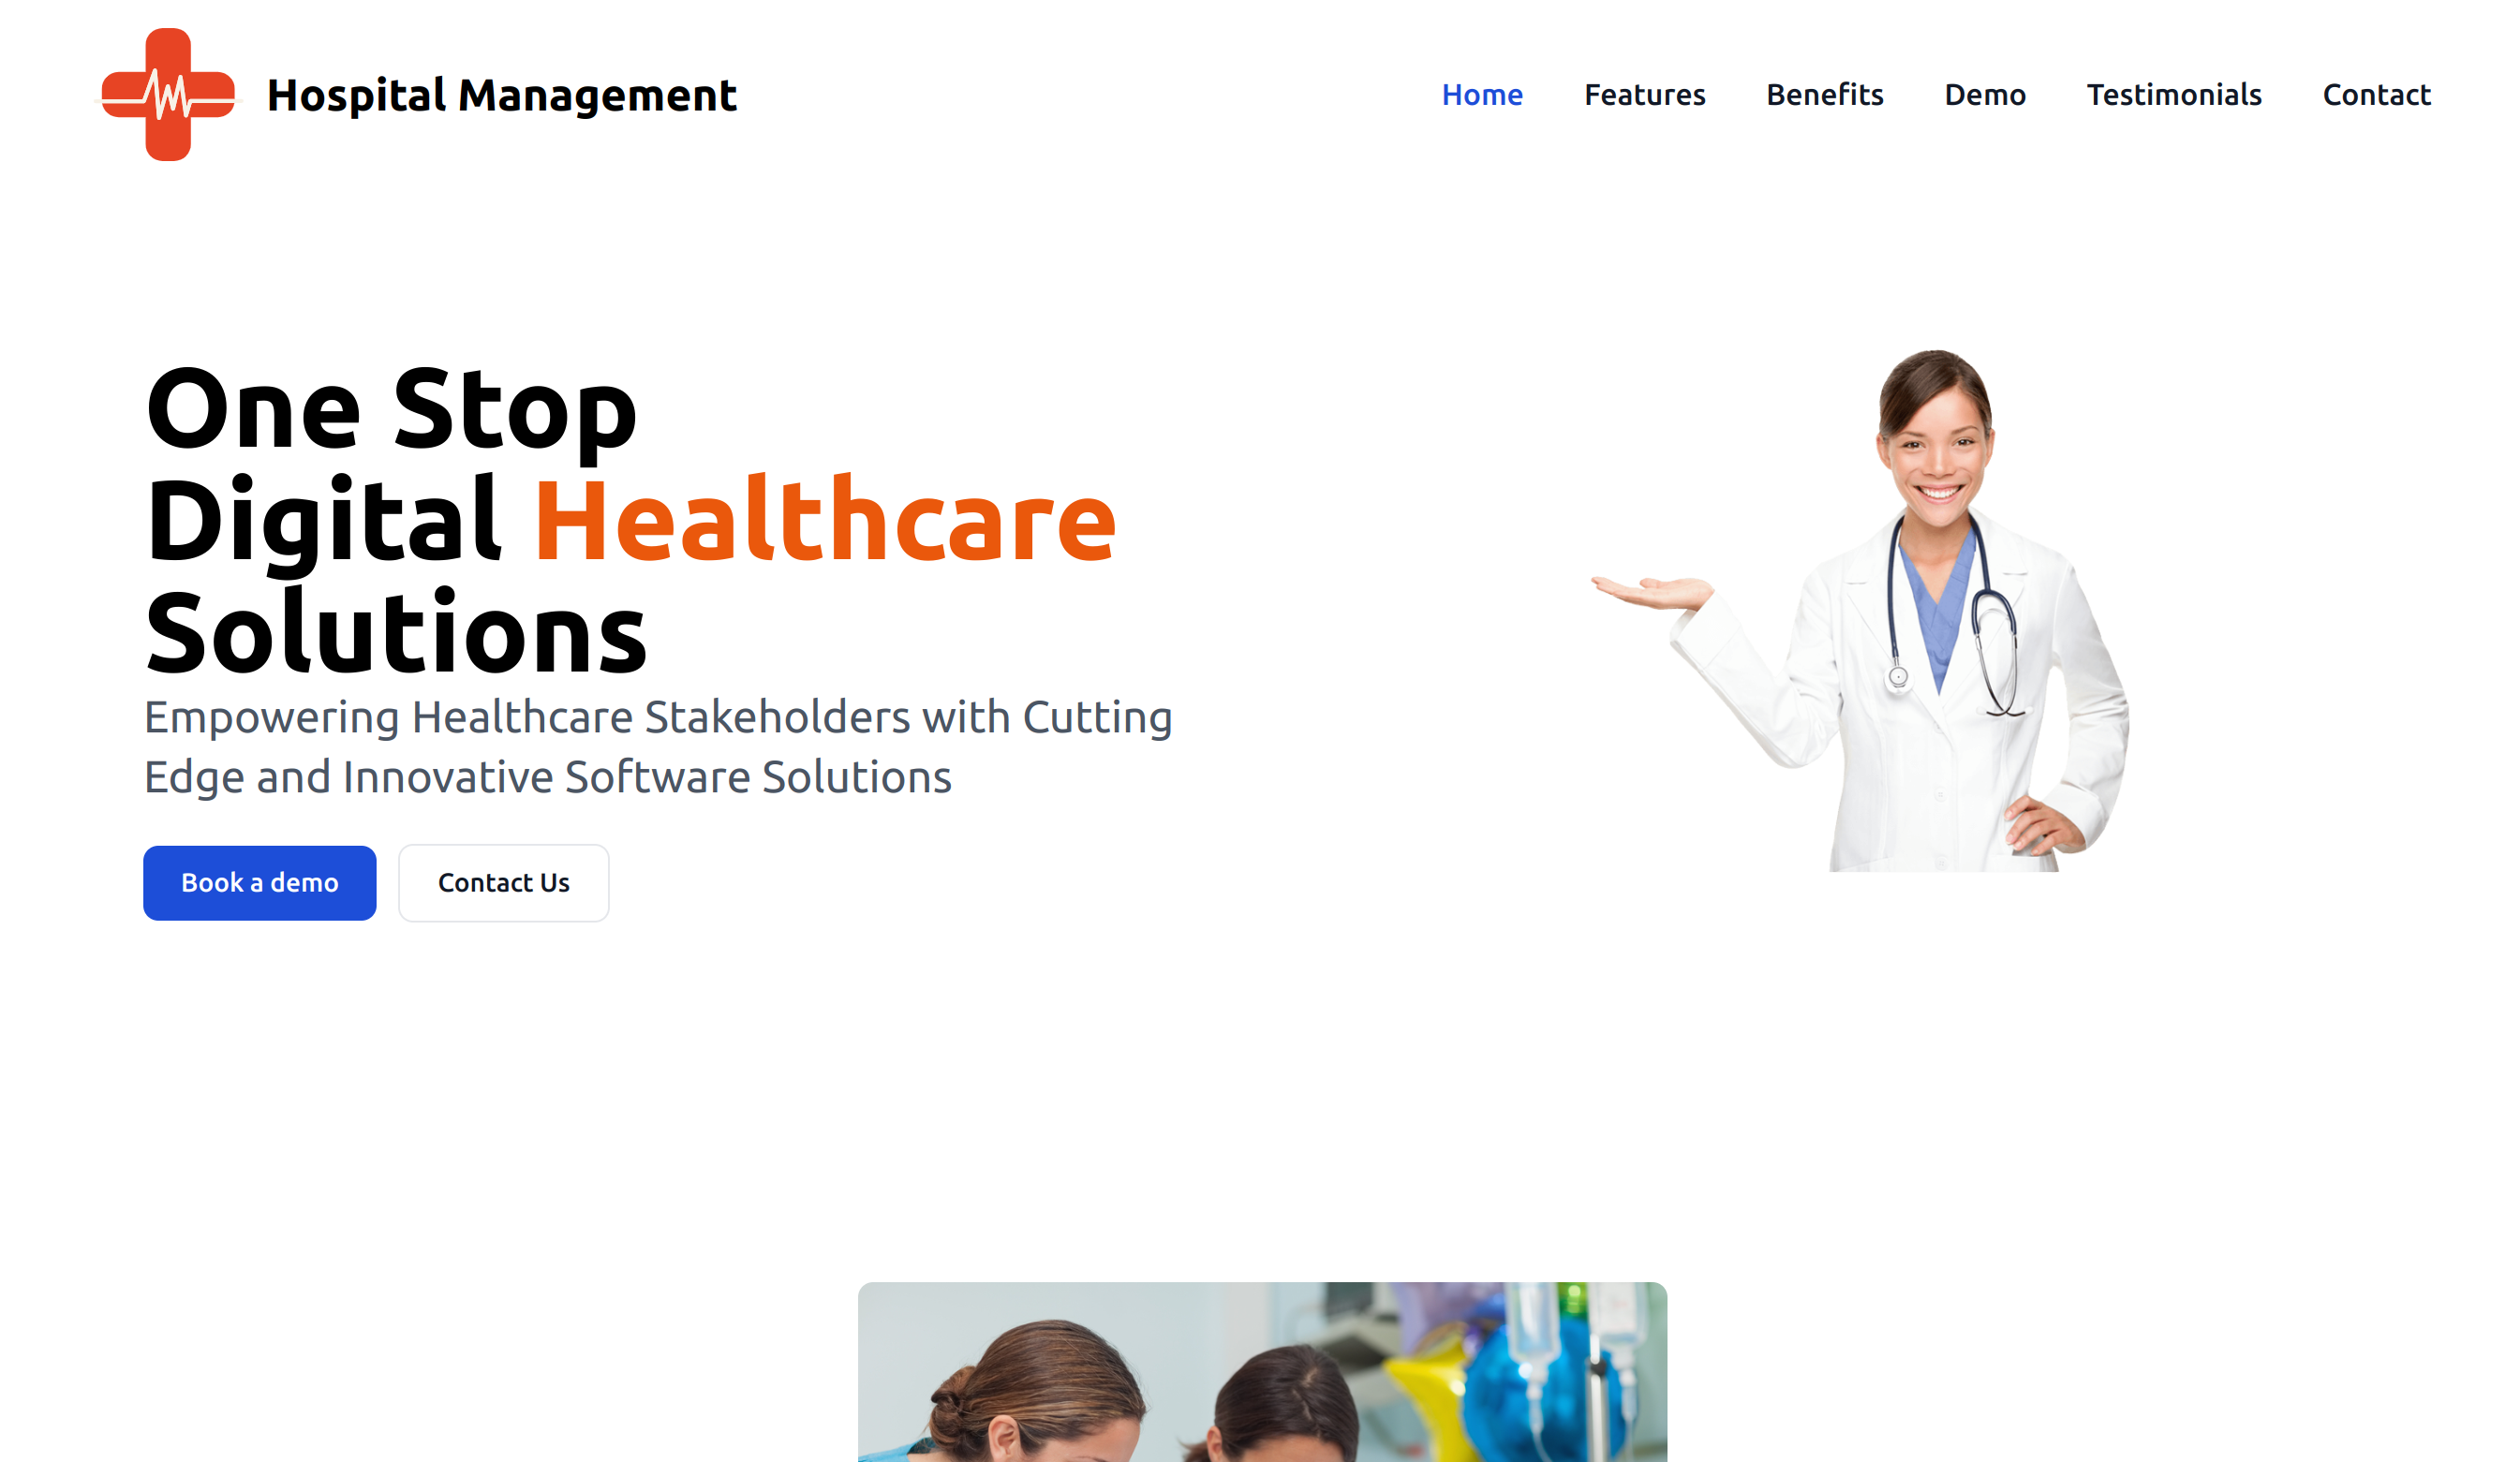 Hospital Management
Home Features Benefits Demo Testimonials Contact
One Stop
Digital Healthcare
Solutions
Empowering Healthcare Stakeholders with Cutting
Edge and Innovative Software Solutions
Book a demo Contact Us